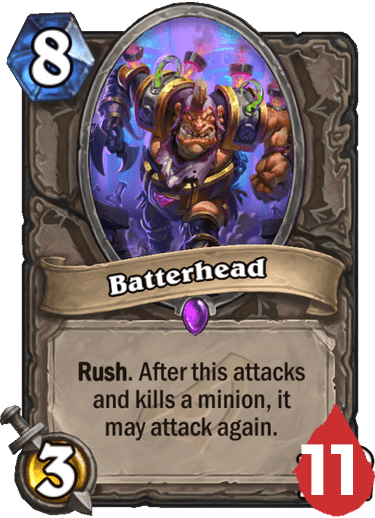 8
Batterhead
Rush. After this attacks
and kills a minion, it
may attack again.
3
11